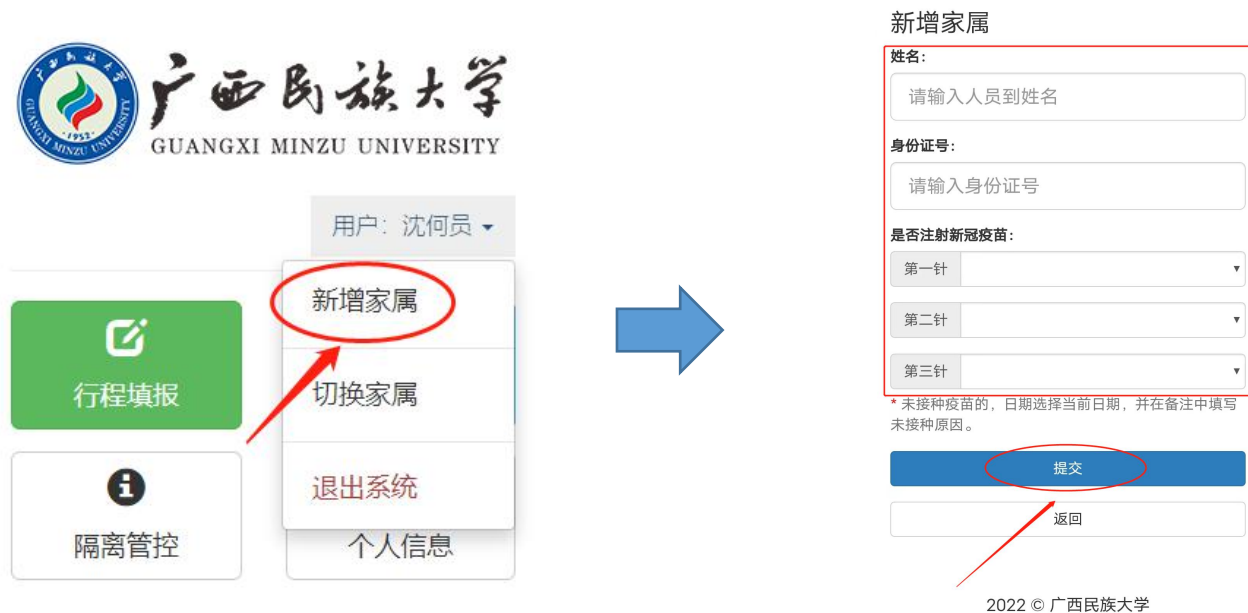 广西民族大学
GUANGXI MINZU UNIVERSITY
广西民族大学
GUANGXI MINZU UNIVERSITY
·1952·
用户：沈何员
新增家属
切换家属
退出系统
行程填报
隔离管控
个人信息
新增家属
姓名：
请输入人员到姓名
身份证号：
请输入身份证号
是否注射新冠疫苗：
第一针
第二针
第三针
* 未接种疫苗的，日期选择当前日期，并在备注中填写
未接种原因。
提交
返回
2022 © 广西民族大学